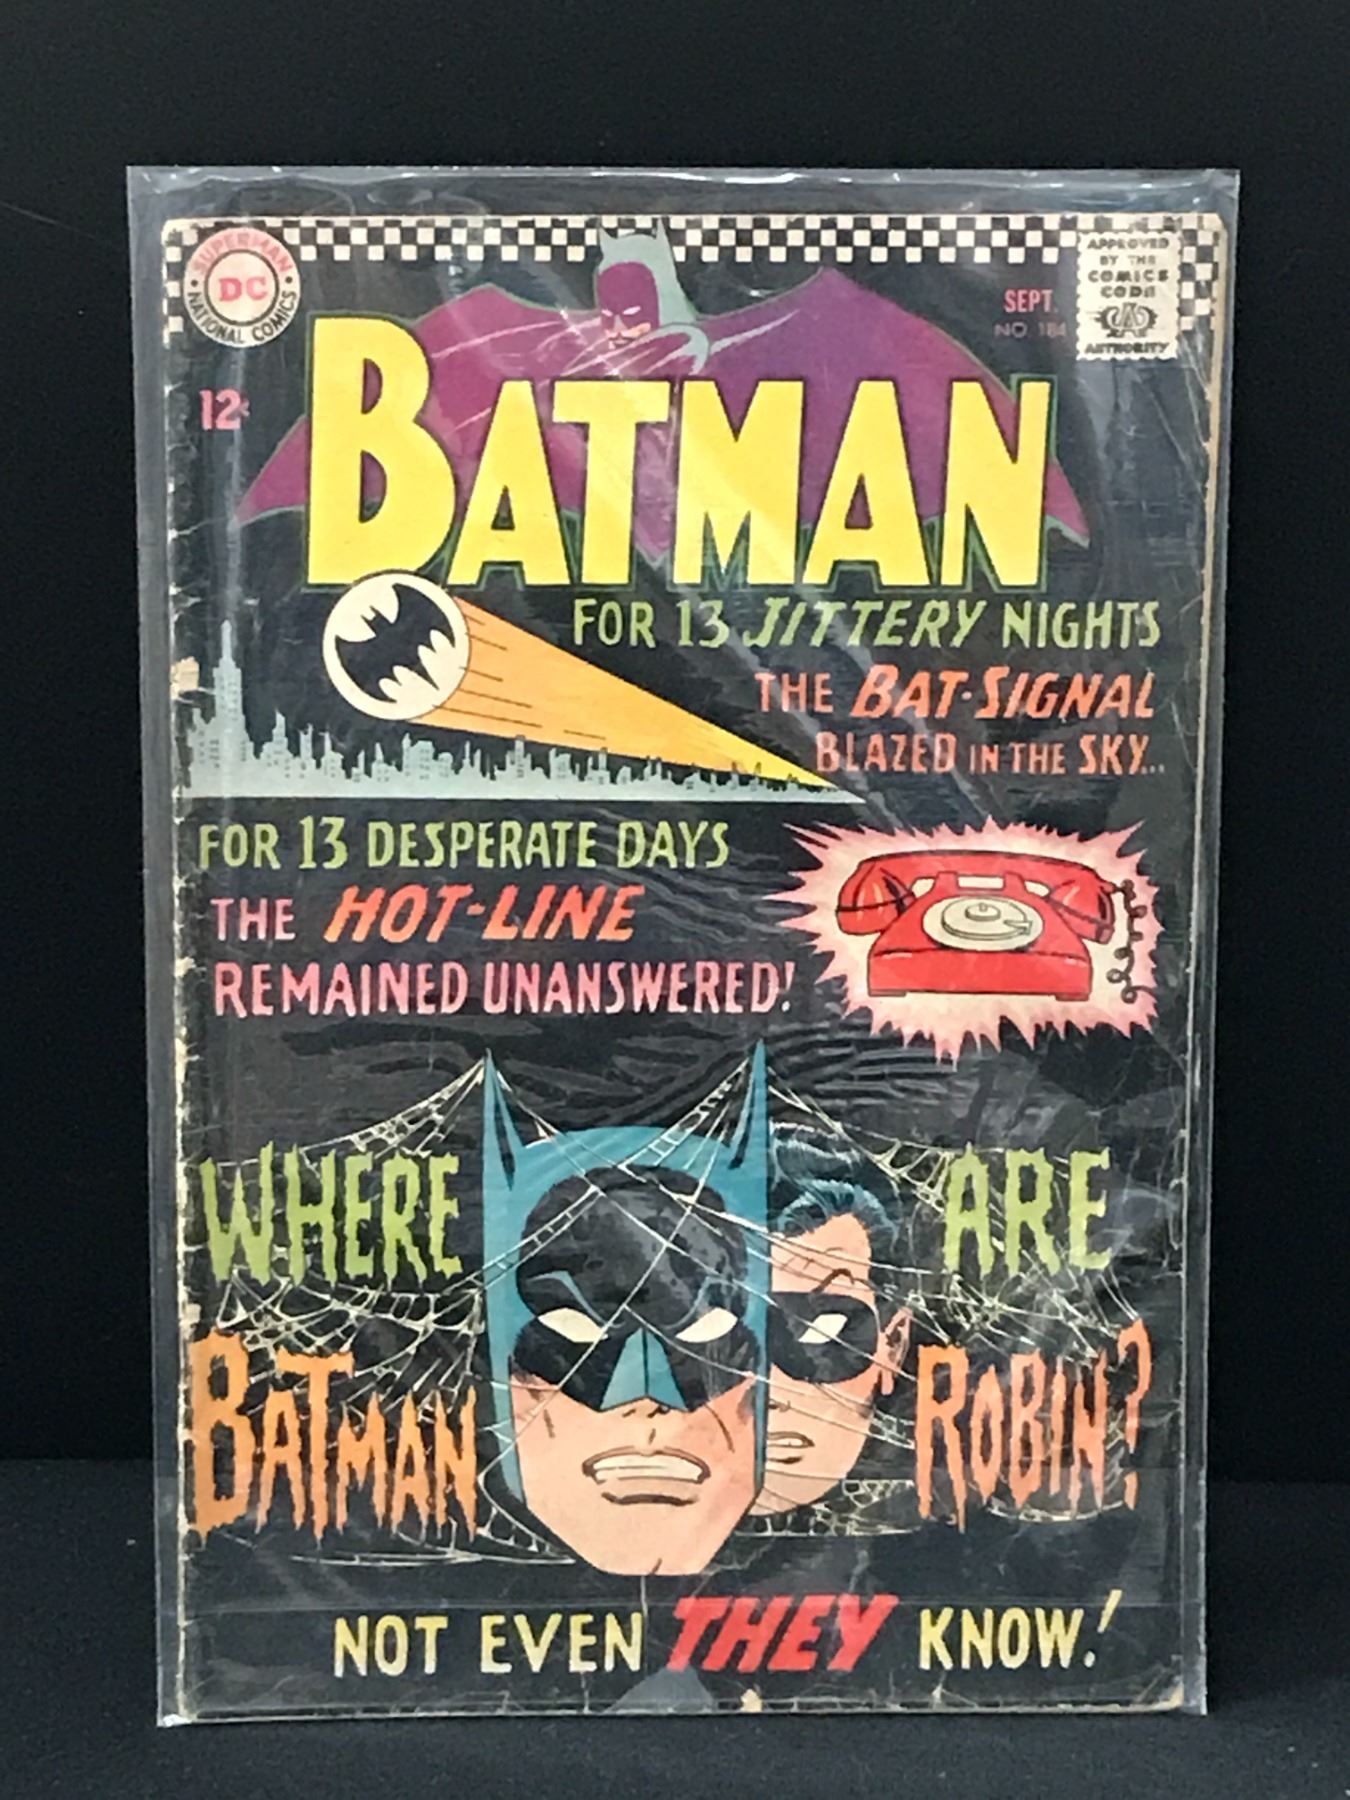 SUPERMAN
DC
NATIONAL COMICS
SEPT.
NO. 184
APPROVED
BY THE
COMICS
CODE
AUTHORITY
12¢
BATMAN
FOR 13 JITTERY NIGHTS
THE BAT-SIGNAL
BLAZED IN THE SKY...
FOR 13 DESPERATE DAYS
THE HOT-LINE
REMAINED UNANSWERED!
WHERE ARE
BATMAN ROBIN?
NOT EVEN THEY KNOW!